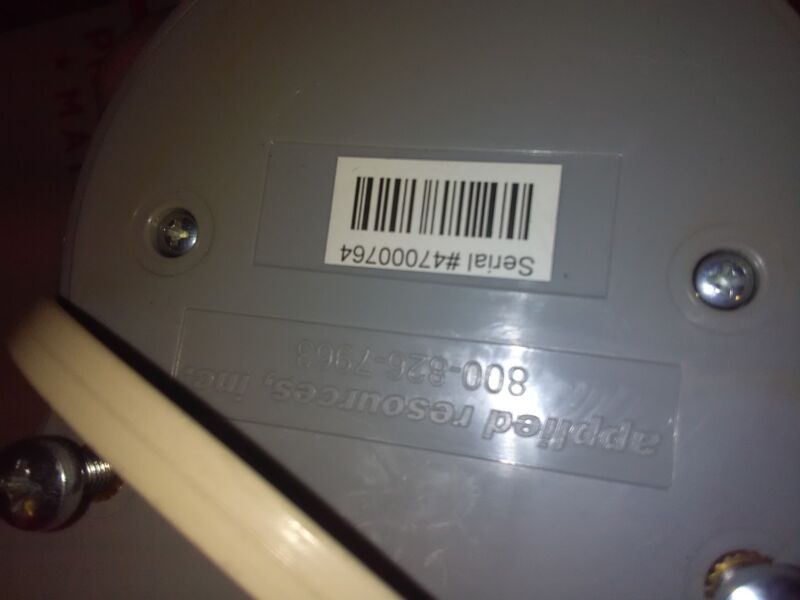 applied resources, inc.
800-826-7963
Serial #47000764